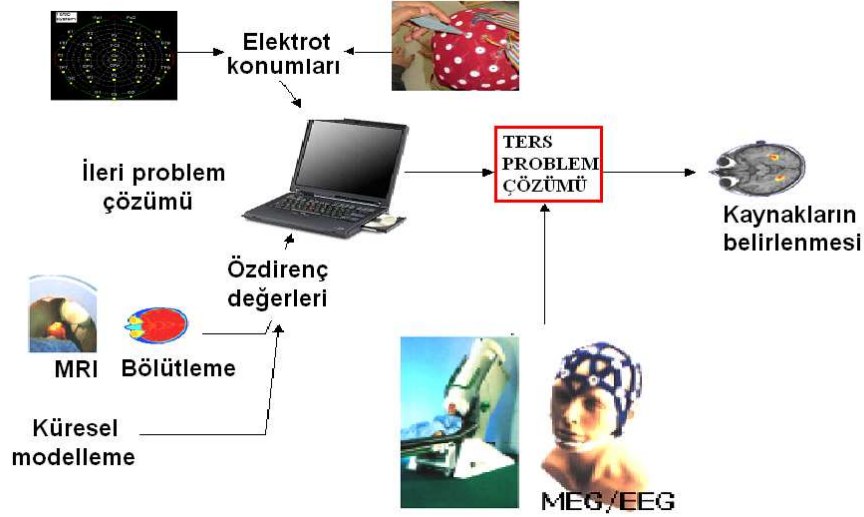 Elektrot
konumları
İleri problem
çözümü
TERS
PROBLEM
ÇÖZÜMÜ
Kaynakların
belirlenmesi
Özdirenç
değerleri
MRI Bölütleme
Küresel
modelleme
MEG/EEG